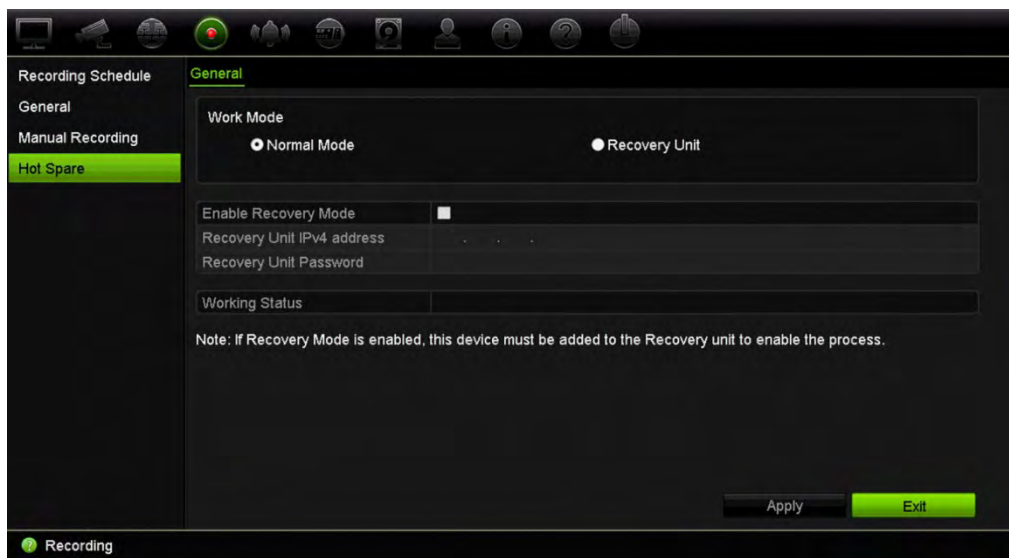 Recording Schedule
General
Manual Recording
Hot Spare
General
Work Mode
Normal Mode
Recovery Unit
Enable Recovery Mode
Recovery Unit IPv4 address
Recovery Unit Password
Working Status
Note: If Recovery Mode is enabled, this device must be added to the Recovery unit to enable the process.
Apply
Exit
Recording